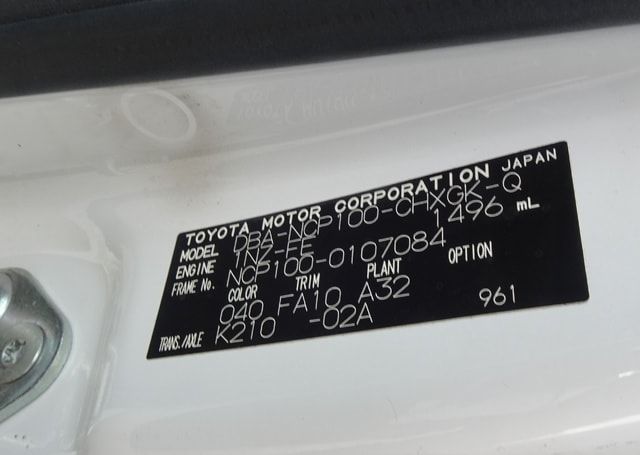 TOYOTA MOTOR CORPORATION JAPAN
MODEL DBA-NCP100-CHXGK-Q
ENGINE 1NZ-FE 1496 mL
FRAME No. NCP100-0107084
COLOR TRIM PLANT OPTION
040 FA10 A32
TRANS./AXLE K210 -02A 961